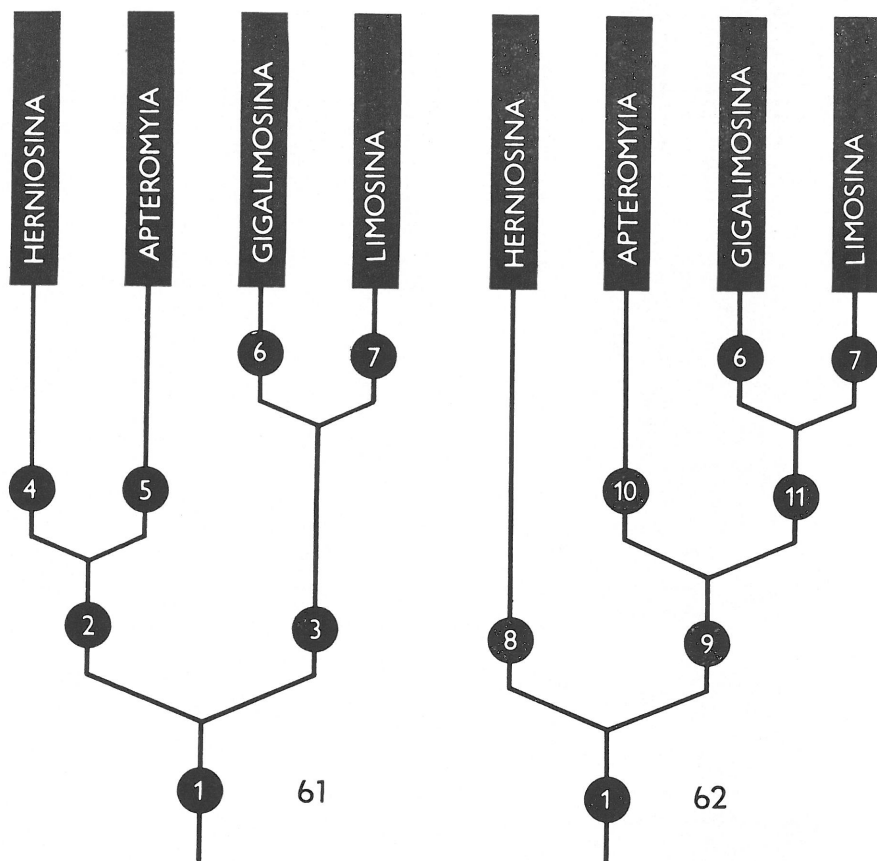 HERNIOSINA
APTEROMYIA
GIGALIMOSINA
LIMOSINA
6
7
4
5
2
3
1
61
HERNIOSINA
APTEROMYIA
GIGALIMOSINA
LIMOSINA
6
7
10
11
8
9
1
62